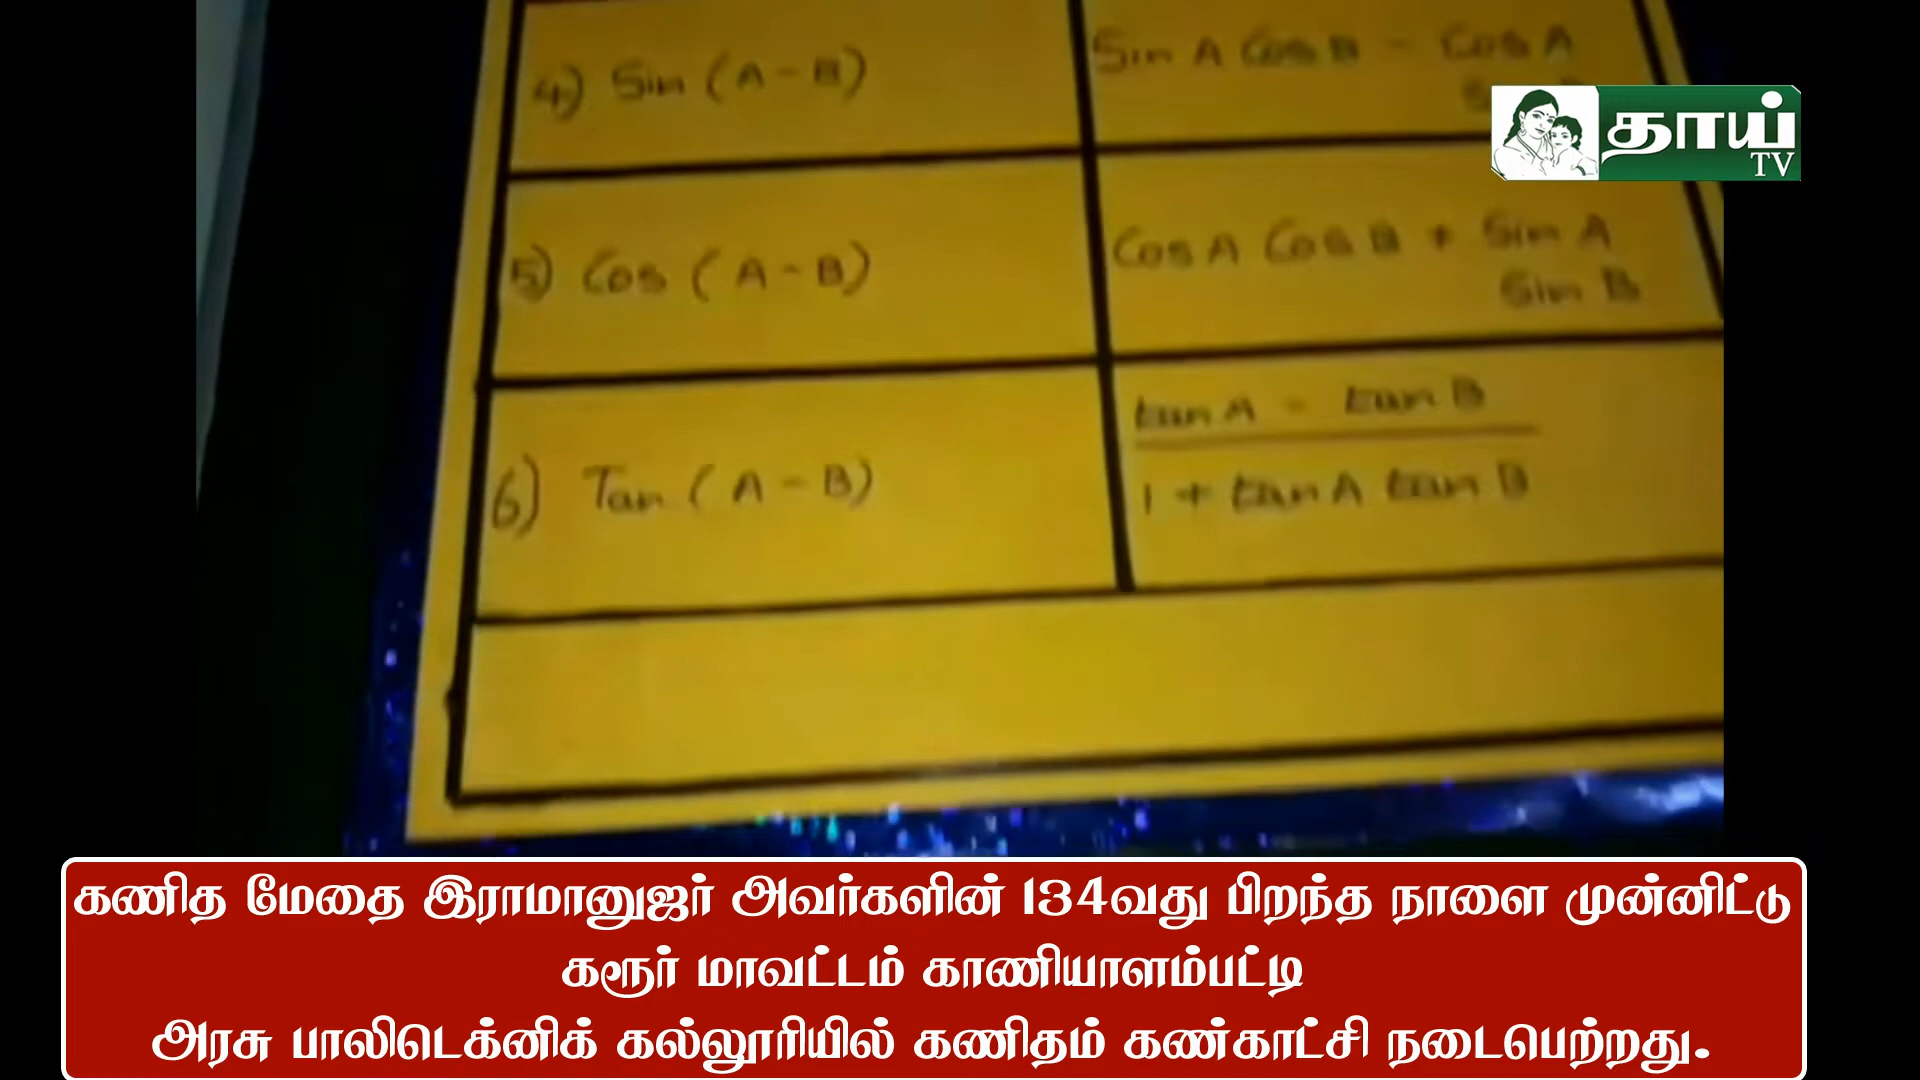 4) Sin (A - B)
Sin A Cos B - Cos A
தாய்
TV
5) Cos (A - B)
Cos A Cos B + Sin A
Sin B
6) Tan (A - B)
tan A - tan B
1 + tan A tan B
கணித மேதை இராமானுஜர் அவர்களின் 134வது பிறந்த நாளை முன்னிட்டு
கரூர் மாவட்டம் காணியாளம்பட்டி
அரசு பாலிடெக்னிக் கல்லூரியில் கணிதம் கண்காட்சி நடைபெற்றது.